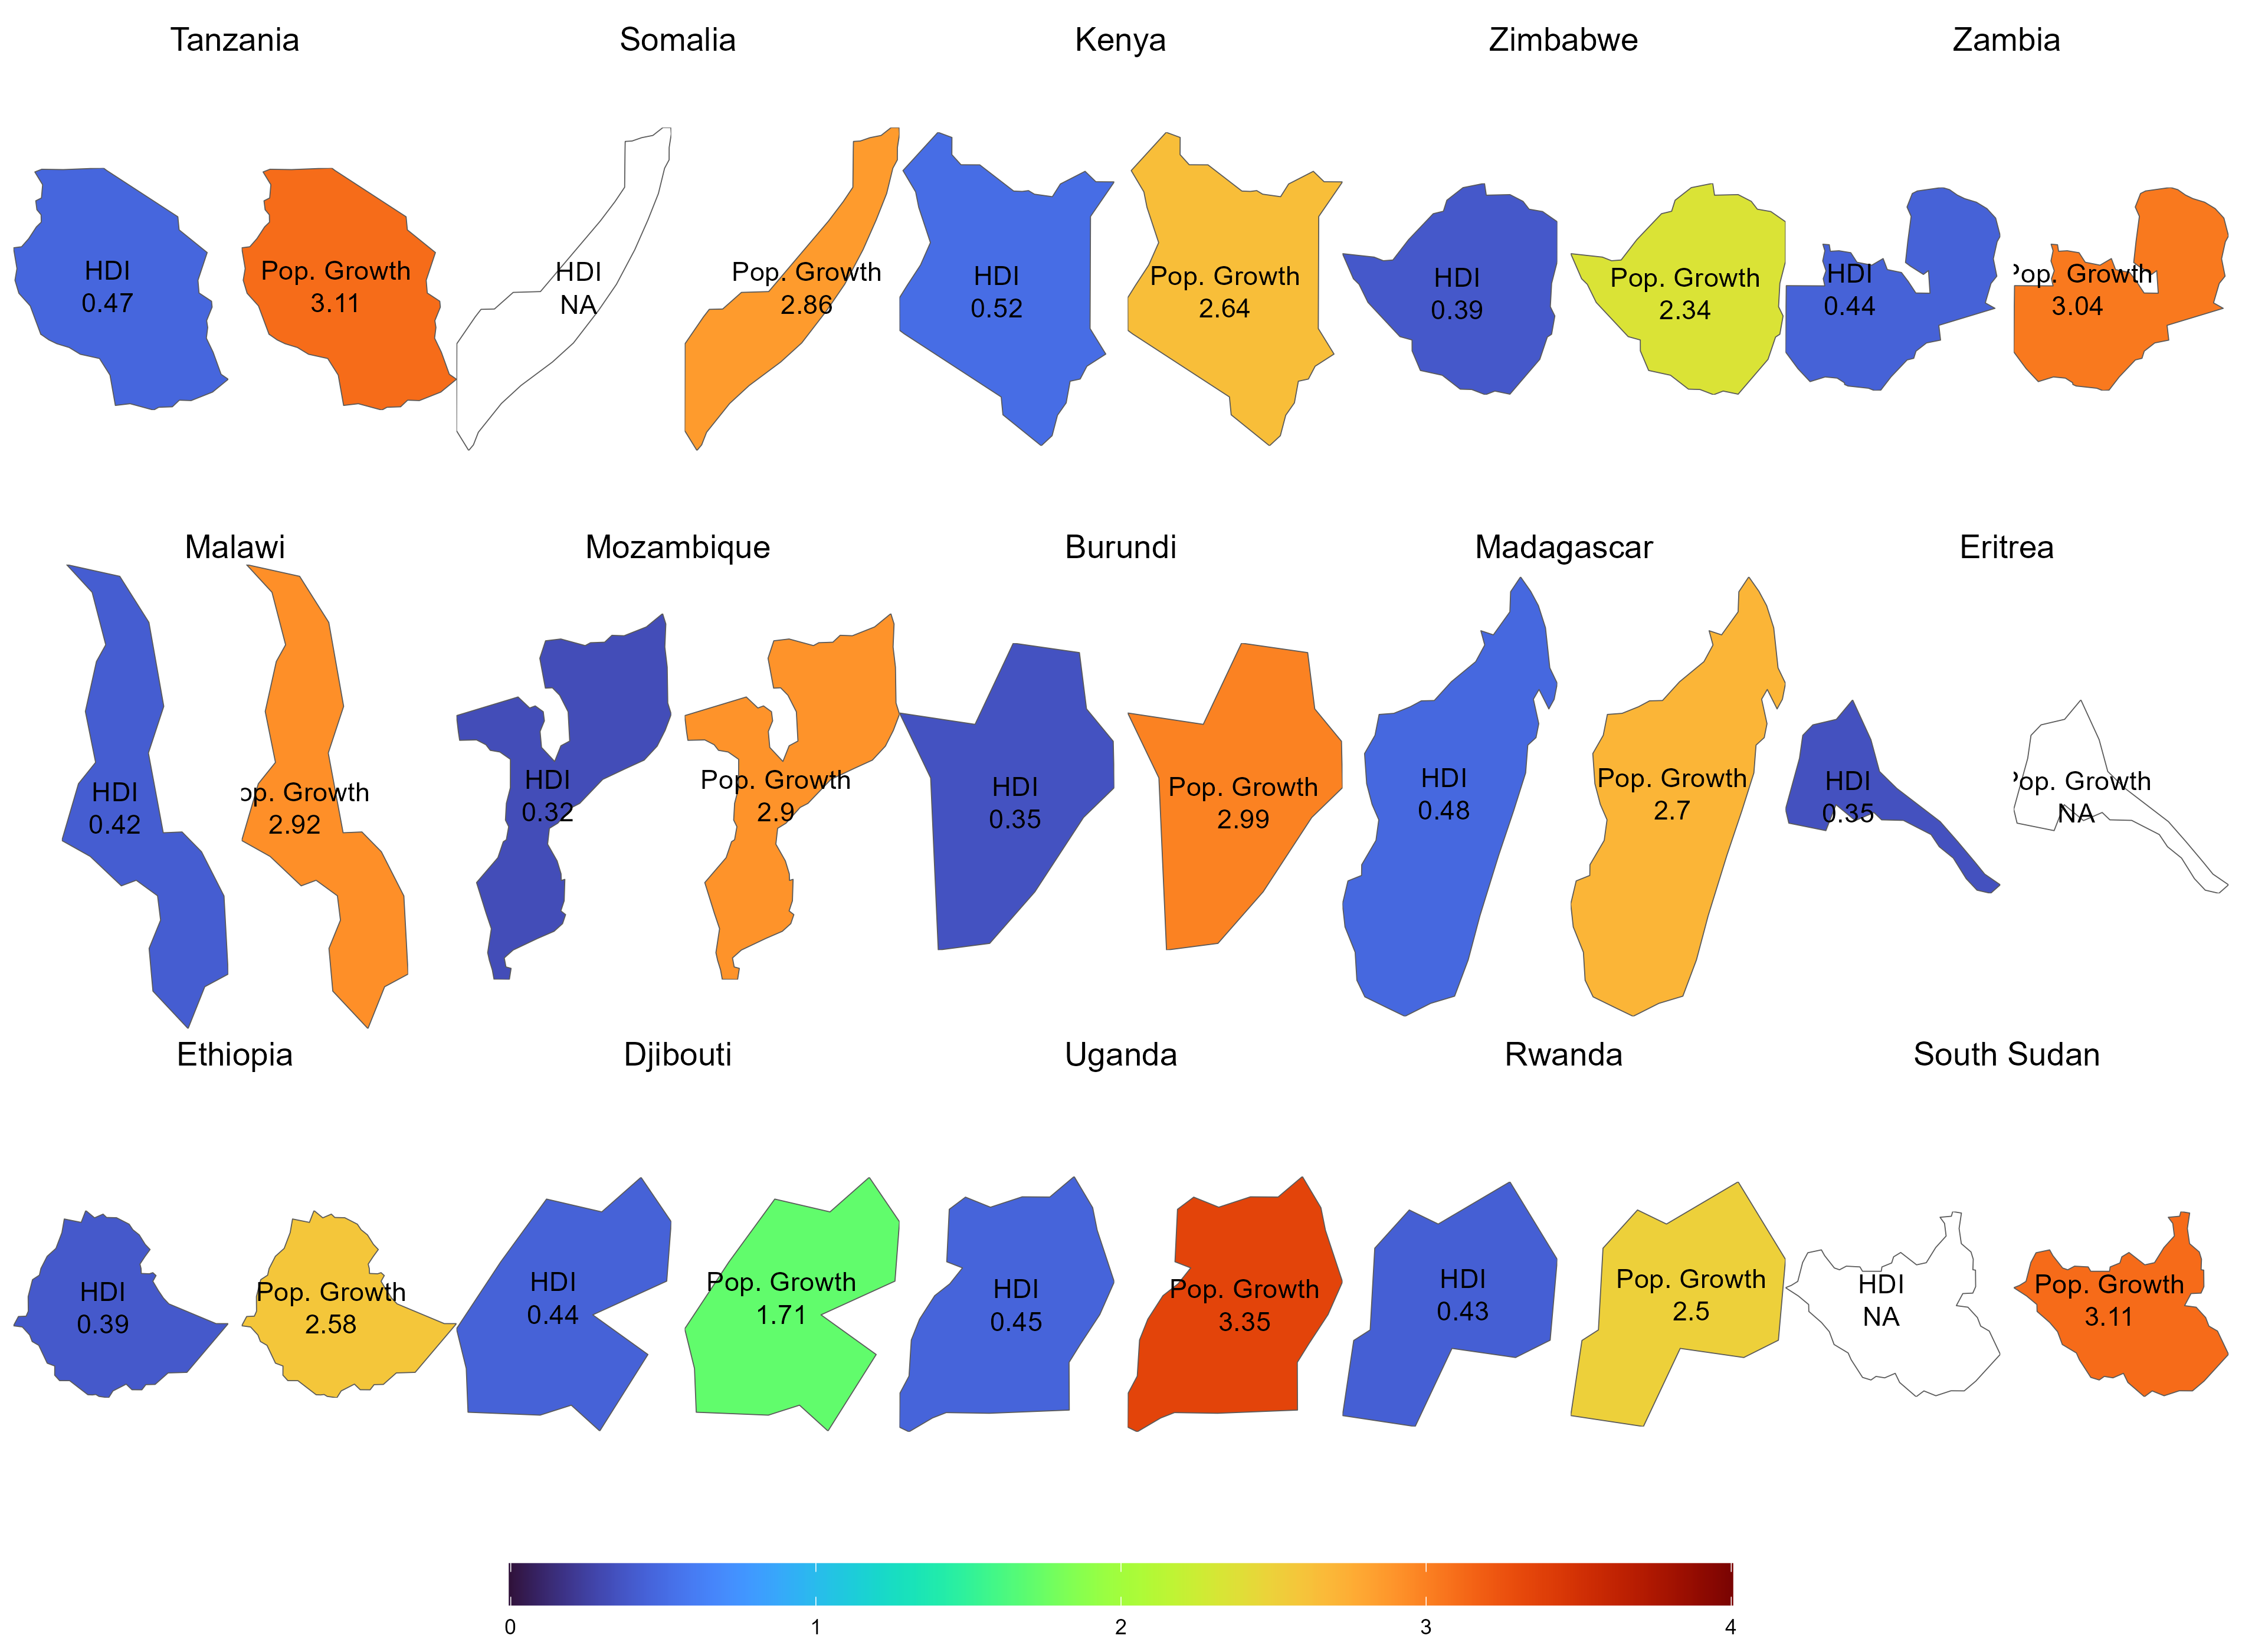 Tanzania
Somalia
Kenya
Zimbabwe
Zambia
HDI
0.47
Pop. Growth
3.11
HDI
NA
Pop. Growth
2.86
HDI
0.52
Pop. Growth
2.64
HDI
0.39
Pop. Growth
2.34
HDI
0.44
Pop. Growth
3.04
Malawi
Mozambique
Burundi
Madagascar
Eritrea
HDI
0.42
op. Growth
2.92
HDI
0.32
Pop. Growth
2.9
HDI
0.35
Pop. Growth
2.99
HDI
0.48
Pop. Growth
2.7
HDI
0.35
Pop. Growth
NA
Ethiopia
Djibouti
Uganda
Rwanda
South Sudan
HDI
0.39
Pop. Growth
2.58
HDI
0.44
Pop. Growth
1.71
HDI
0.45
Pop. Growth
3.35
HDI
0.43
Pop. Growth
2.5
HDI
NA
Pop. Growth
3.11
0 1 2 3 4